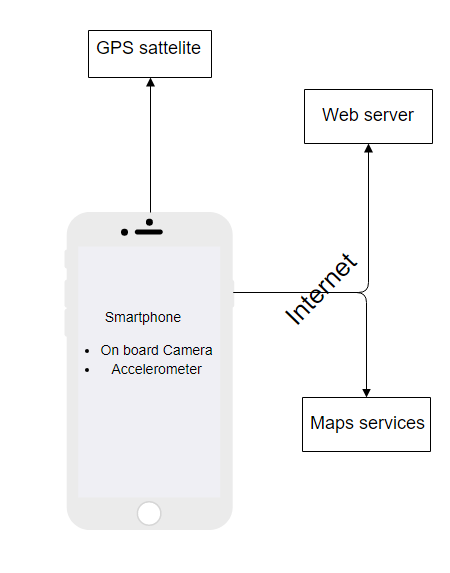 GPS sattelite
Web server
Internet
Smartphone
• On board Camera
• Accelerometer
Maps services